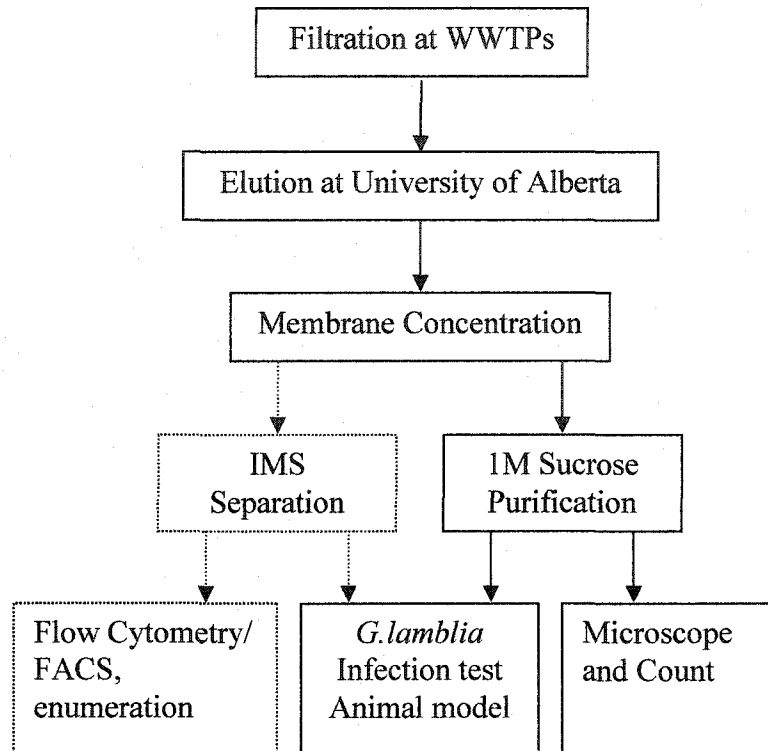 Filtration at WWTPs
Elution at University of Alberta
Membrane Concentration
IMS
Separation
1M Sucrose
Purification
Flow Cytometry/
FACS,
enumeration
G.lamblia
Infection test
Animal model
Microscope
and Count